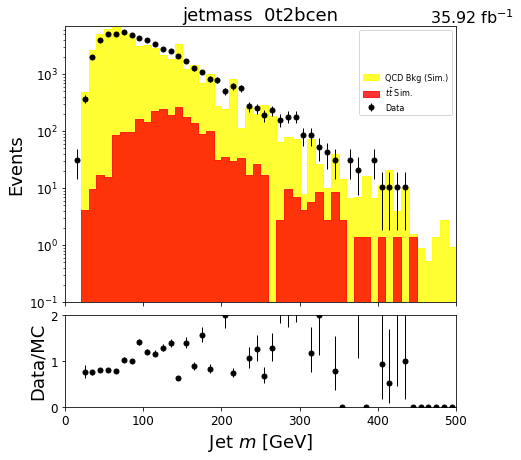 jetmass 0t2bcen
35.92 fb⁻¹
QCD Bkg (Sim.)
tt̄ Sim.
Data
Events
10³
10²
10¹
10⁰
10⁻¹
Data/MC
2
1
0
0 100 200 300 400 500
Jet m [GeV]